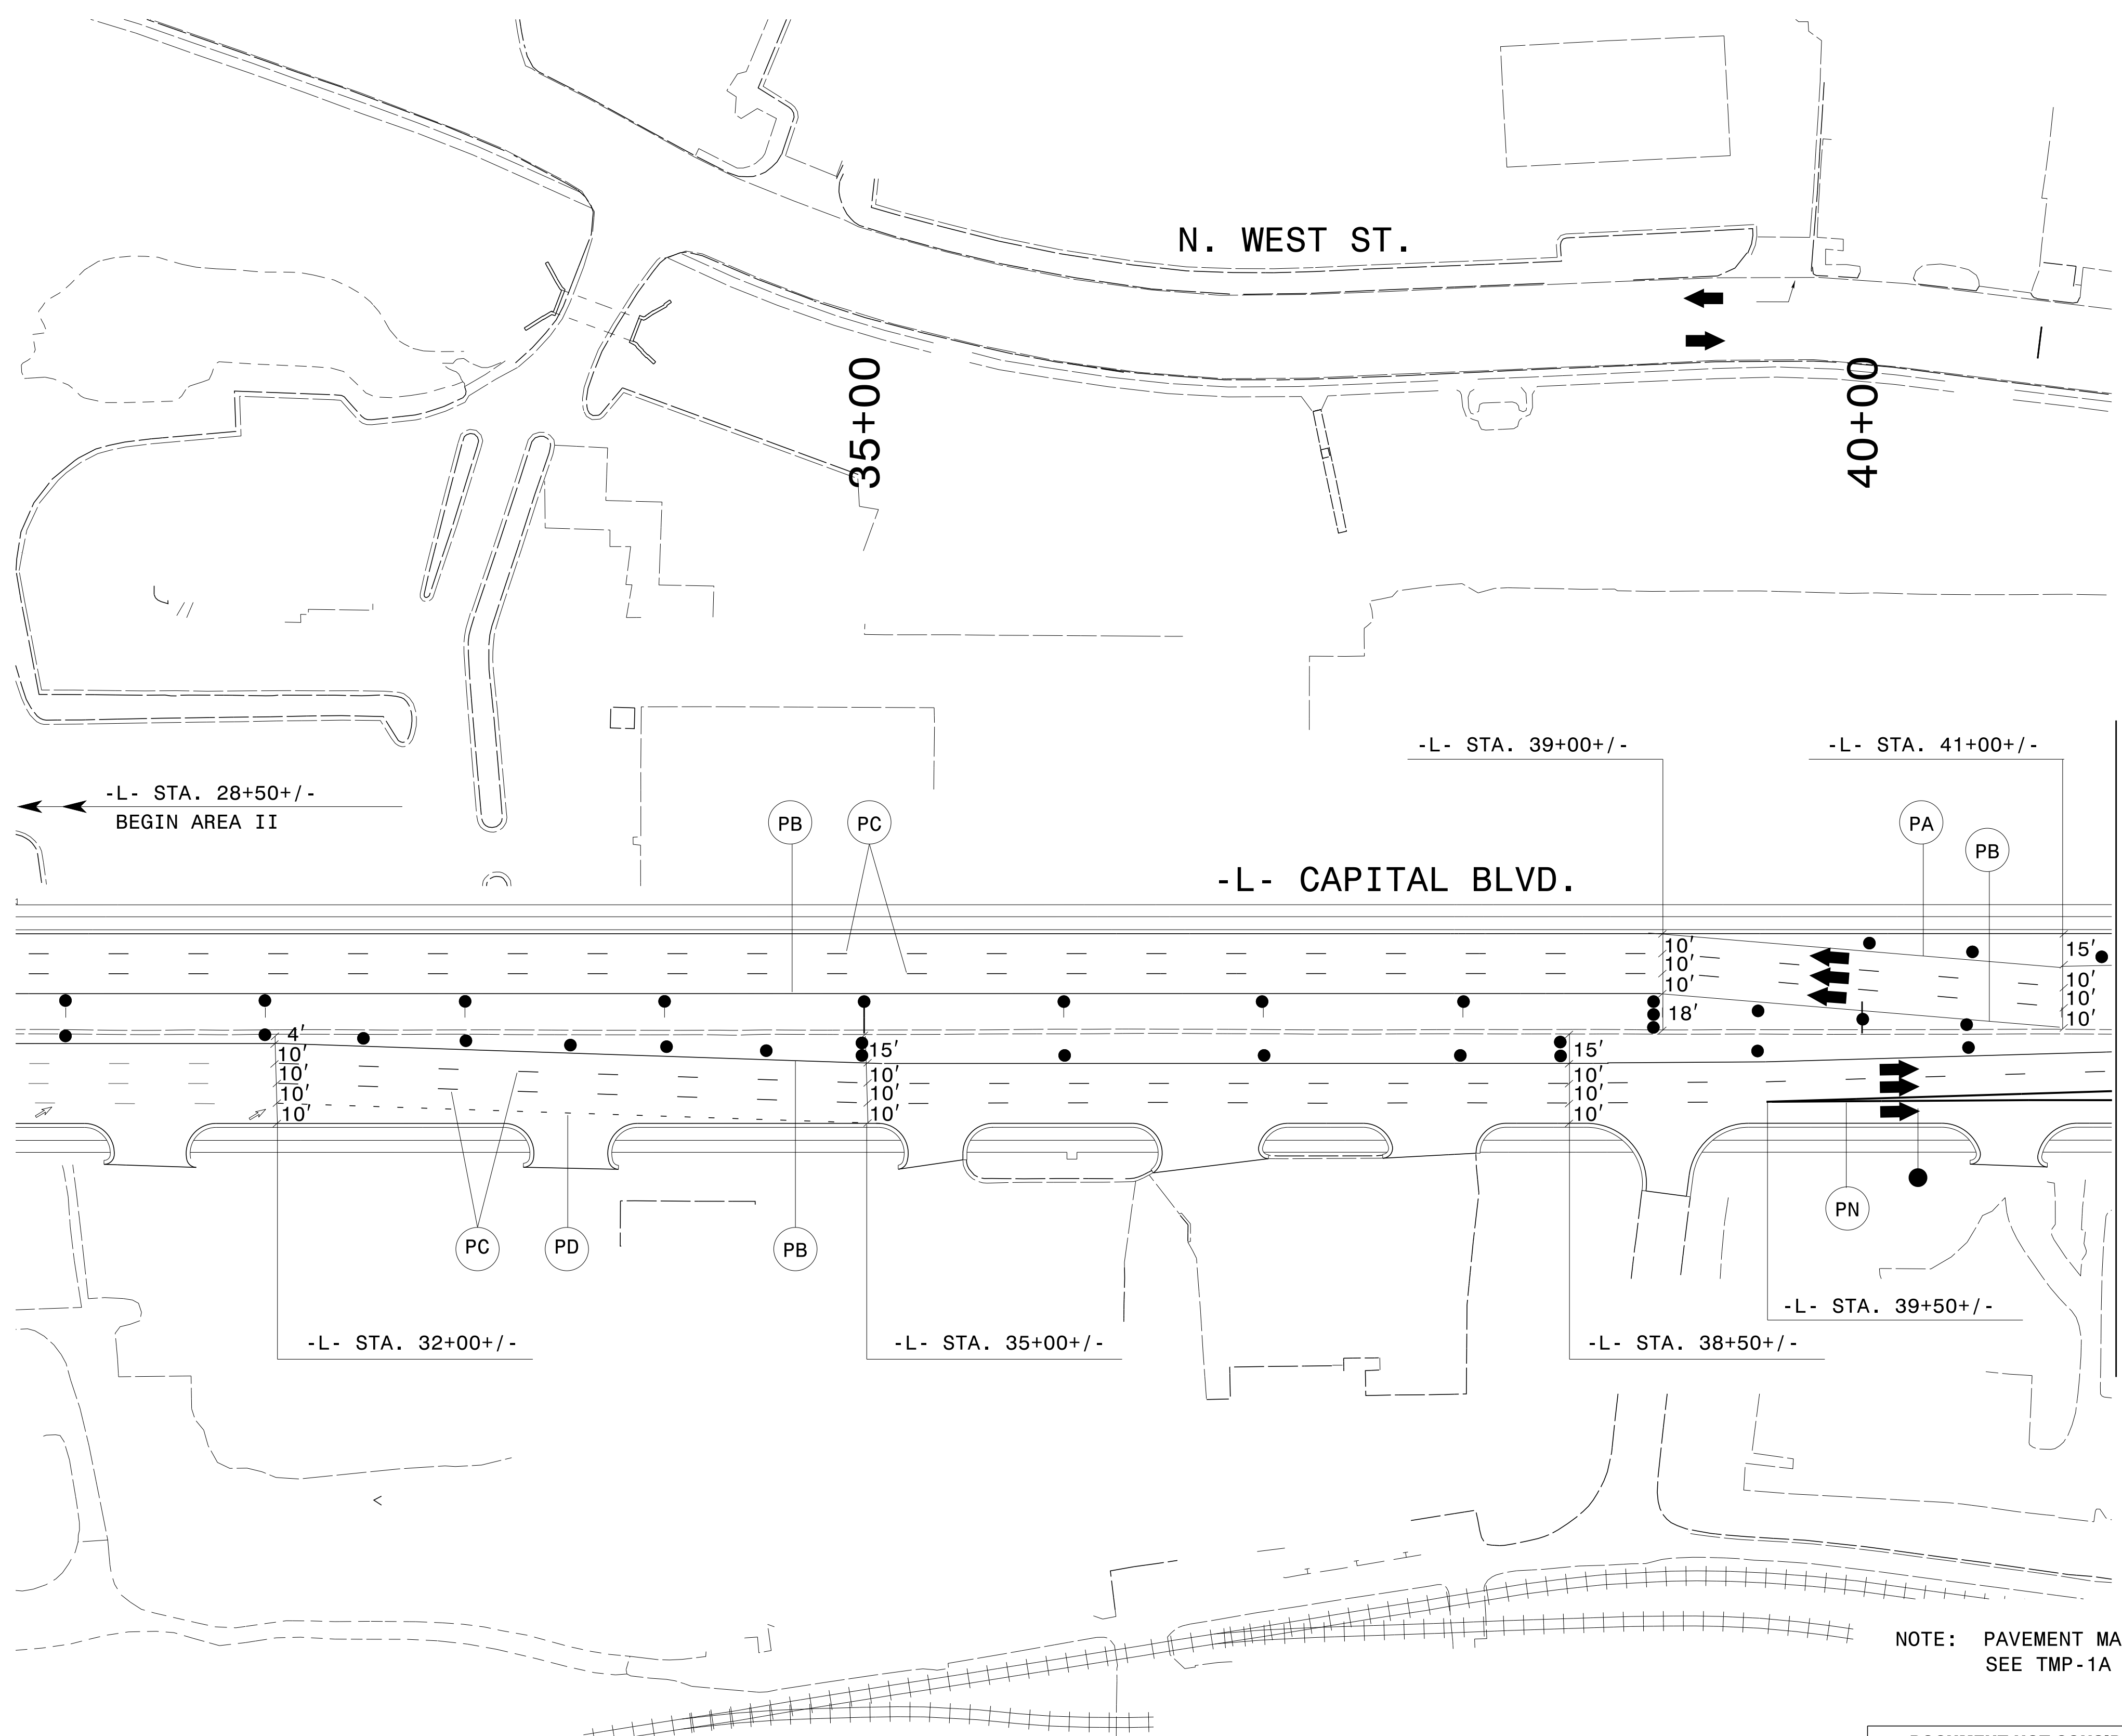 N. WEST ST.
35+00
40+00
-L- STA. 39+00+/-
-L- STA. 41+00+/-
-L- STA. 28+50+/-
BEGIN AREA II
PB
PC
PA
PB
-L- CAPITAL BLVD.
10'
10'
10'
18'
15'
10'
10'
10'
4'
10'
10'
10'
10'
15'
10'
10'
10'
15'
10'
10'
10'
PC
PD
PB
PN
-L- STA. 39+50+/-
-L- STA. 32+00+/-
-L- STA. 35+00+/-
-L- STA. 38+50+/-
NOTE: PAVEMENT MA
SEE TMP-1A